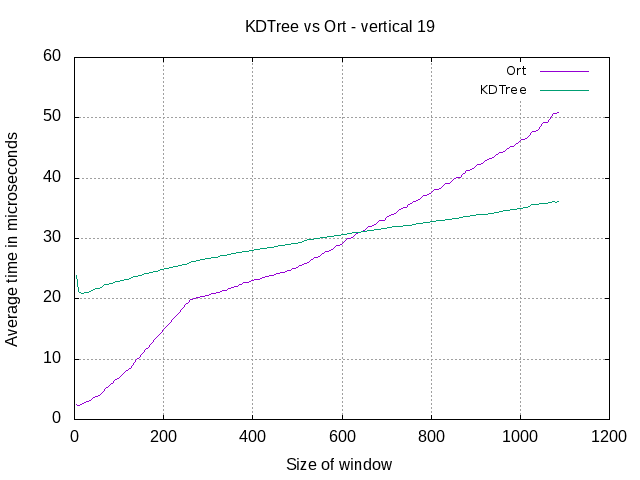 KDTree vs Ort - vertical 19
Ort
KDTree
60
50
40
30
20
10
0
Average time in microseconds
0 200 400 600 800 1000 1200
Size of window